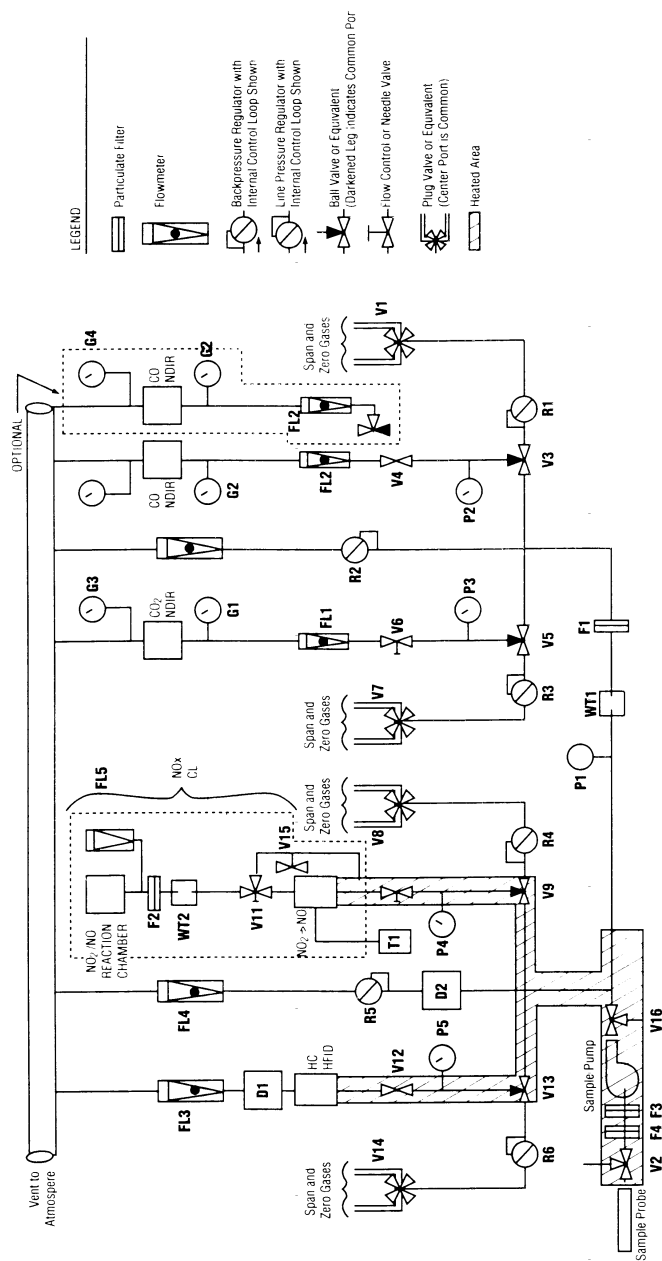 Vent to
Atmospere
OPTIONAL
G4
CO
NDIR
G2
FL2
CO
NDIR
G2
FL2
V4
P2
V3
Span and
Zero Gases
V1
R1
R2
G3
CO2
NDIR
G1
FL1
V6
P3
V5
R3
Span and
Zero Gases
V7
F1
WT1
P1
FL5
NOx
CL
NO2/NO
REACTION
CHAMBER
F2
WT2
V11
V15
NO2→NO
T1
P4
V9
R4
Span and
Zero Gases
V8
FL4
R5
D2
FL3
D1
HC
HFID
V12
P5
V13
R6
Span and
Zero Gases
V14
Sample Pump
V16
F3
F4
V2
Sample Probe
LEGEND
Particulate Filter
Flowmeter
Backpressure Regulator with
Internal Control Loop Shown
Line Pressure Regulator with
Internal Control Loop Shown
Ball Valve or Equivalent
(Darkened Leg Indicates Common Por
Flow Control or Needle Valve
Plug Valve or Equivalent
(Center Port is Common)
Heated Area